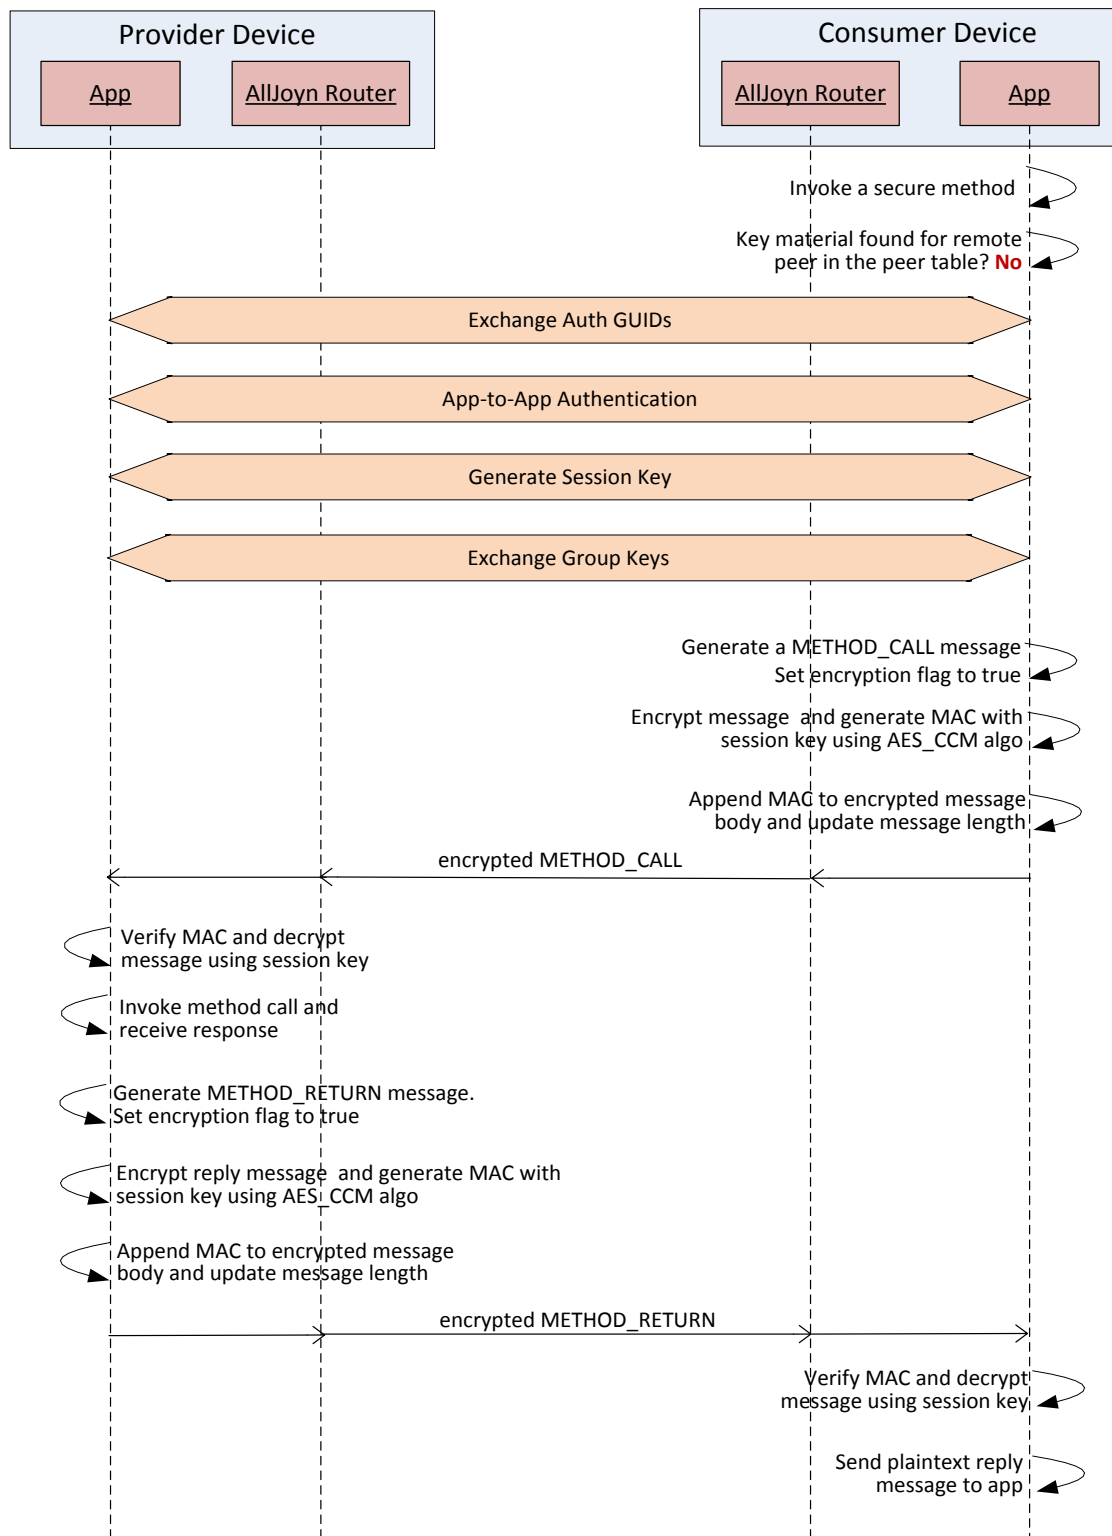 Provider Device
Consumer Device
App
AllJoyn Router
AllJoyn Router
App
Invoke a secure method
Key material found for remote
peer in the peer table? No
Exchange Auth GUIDs
App-to-App Authentication
Generate Session Key
Exchange Group Keys
Generate a METHOD_CALL message
Set encryption flag to true
Encrypt message  and generate MAC with
session key using AES_CCM algo
Append MAC to encrypted message
body and update message length
encrypted METHOD_CALL
Verify MAC and decrypt
message using session key
Invoke method call and
receive response
Generate METHOD_RETURN message.
Set encryption flag to true
Encrypt reply message  and generate MAC with
session key using AES_CCM algo
Append MAC to encrypted message
body and update message length
encrypted METHOD_RETURN
Verify MAC and decrypt
message using session key
Send plaintext reply
message to app